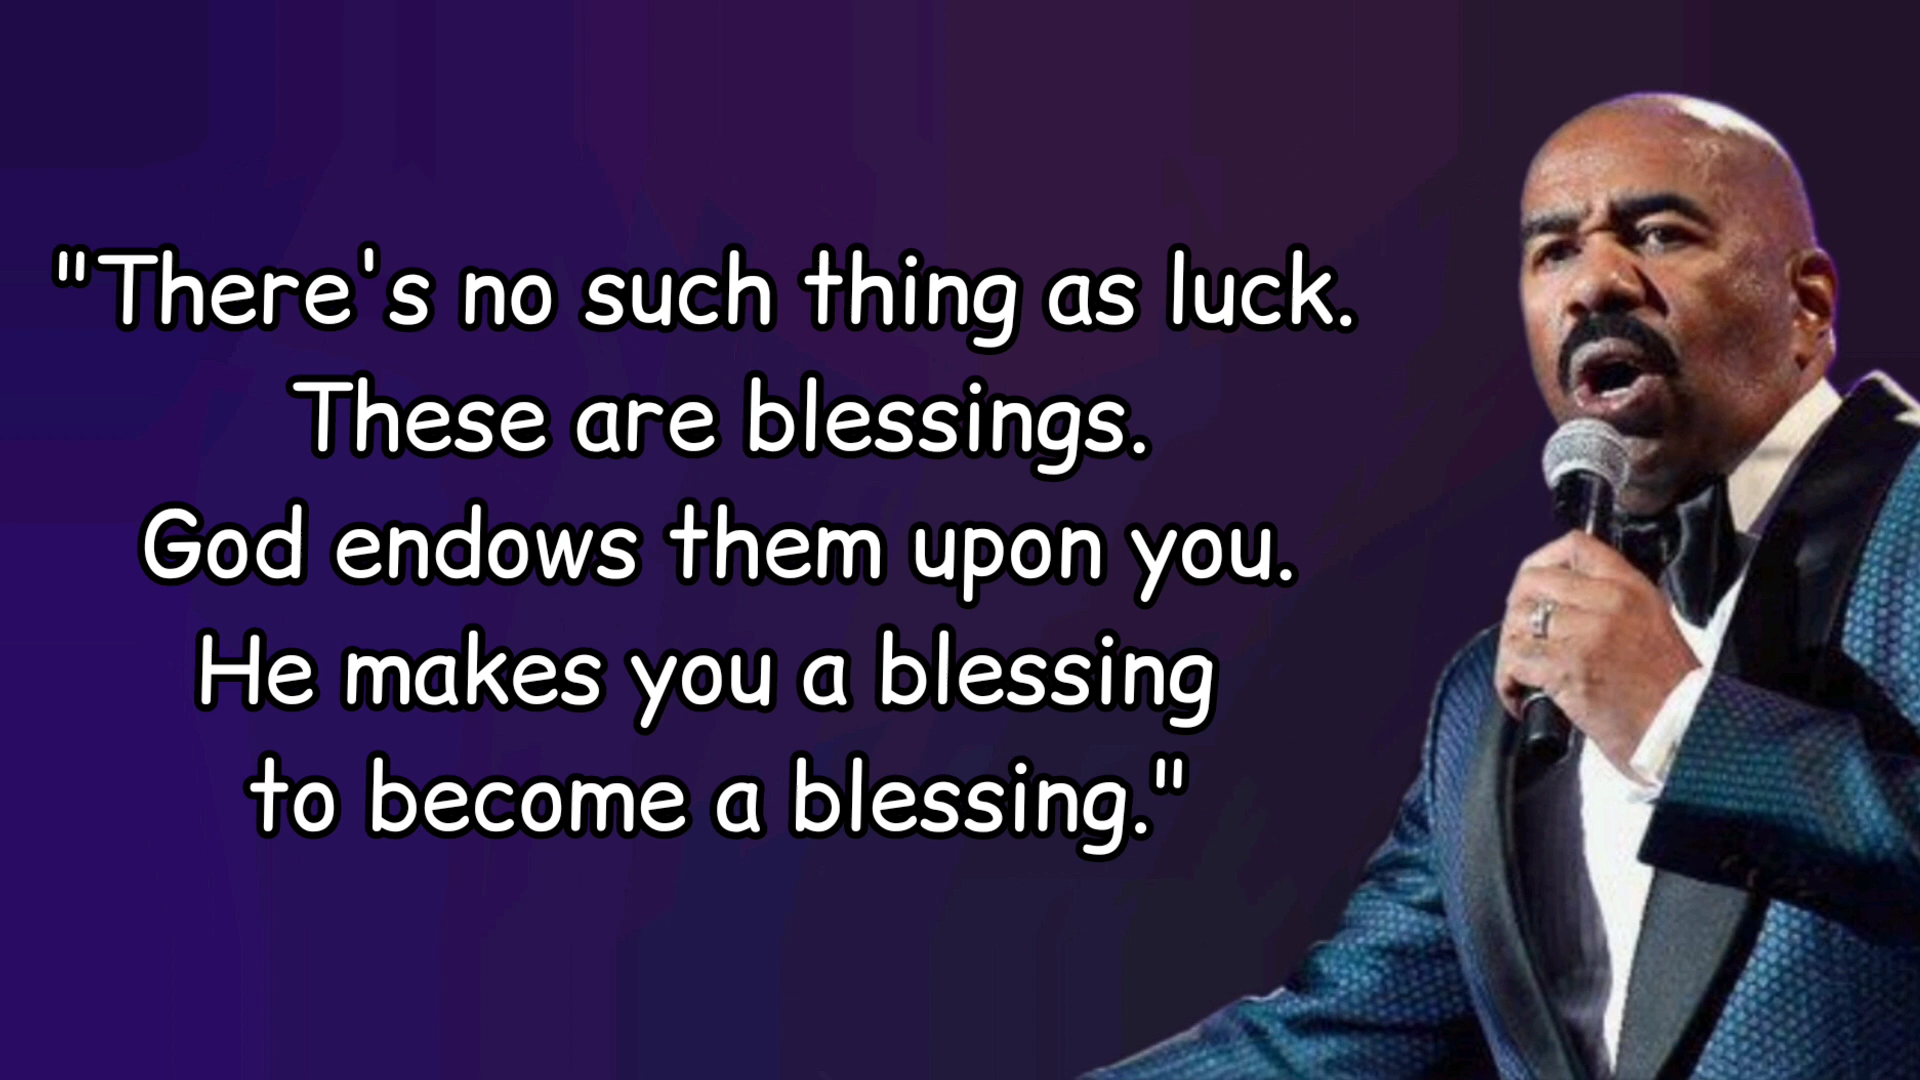 "There's no such thing as luck.
These are blessings.
God endows them upon you.
He makes you a blessing
to become a blessing."